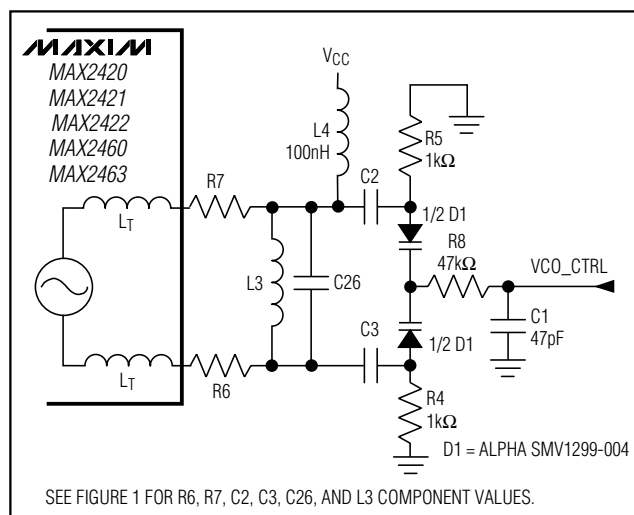 MAXIM
MAX2420
MAX2421
MAX2422
MAX2460
MAX2463
VCC
L4
100nH
R5
1kΩ
R7
C2
1/2 D1
LT
R8
47kΩ
VCO_CTRL
L3
C26
C1
47pF
C3
1/2 D1
LT
R6
R4
1kΩ
D1 = ALPHA SMV1299-004
SEE FIGURE 1 FOR R6, R7, C2, C3, C26, AND L3 COMPONENT VALUES.